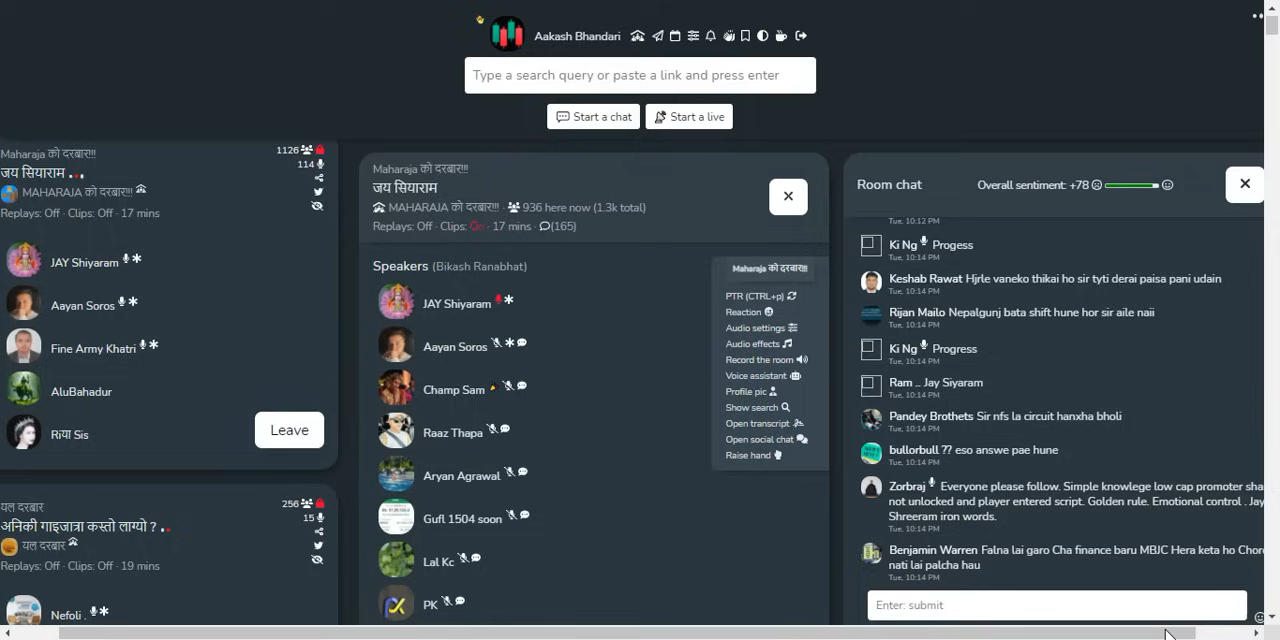 Aakash Bhandari
Type a search query or paste a link and press enter
Start a chat
Start a live
Maharaja को दरबार!!!
जय सियाराम
MAHARAJA को दरबार!!!
Replays: Off · Clips: Off · 17 mins
1126
114
JAY Shiyaram
Aayan Soros
Fine Army Khatri
AluBahadur
Riया Sis
Leave
यल दरबार
अनिकी गाइजात्रा कस्तो लाग्यो ?
यल दरबार
Replays: Off · Clips: Off · 19 mins
256
15
Nefoli .
Maharaja को दरबार!!!
जय सियाराम
MAHARAJA को दरबार!!! · 936 here now (1.3k total)
Replays: Off · Clips: · 17 mins · (165)
Speakers (Bikash Ranabhat)
JAY Shiyaram
Aayan Soros
Champ Sam
Raaz Thapa
Aryan Agrawal
Gufl 1504 soon
Lal Kc
PK
Maharaja को दरबार!!!
PTR (CTRL+p)
Reaction
Audio settings
Audio effects
Record the room
Voice assistant
Profile pic
Show search
Open transcript
Open social chat
Raise hand
Room chat
Overall sentiment: +78
Tue, 10:12 PM
Ki Ng Progess
Tue, 10:14 PM
Keshab Rawat Hjrle vaneko thikai ho sir tyti derai paisa pani udain
Tue, 10:14 PM
Rijan Mailo Nepalgunj bata shift hune hor sir aile naii
Tue, 10:14 PM
Ki Ng Progress
Tue, 10:14 PM
Ram .. Jay Siyaram
Tue, 10:14 PM
Pandey Brothets Sir nfs la circuit hanxha bholi
Tue, 10:14 PM
bullorbull ?? eso answe pae hune
Tue, 10:14 PM
Zorbraj Everyone please follow. Simple knowlege low cap promoter sha
not unlocked and player entered script. Golden rule. Emotional control . Jay
Shreeram iron words.
Tue, 10:14 PM
Benjamin Warren Falna lai garo Cha finance baru MBJC Hera keta ho Chor
nati lai palcha hau
Tue, 10:14 PM
Enter: submit